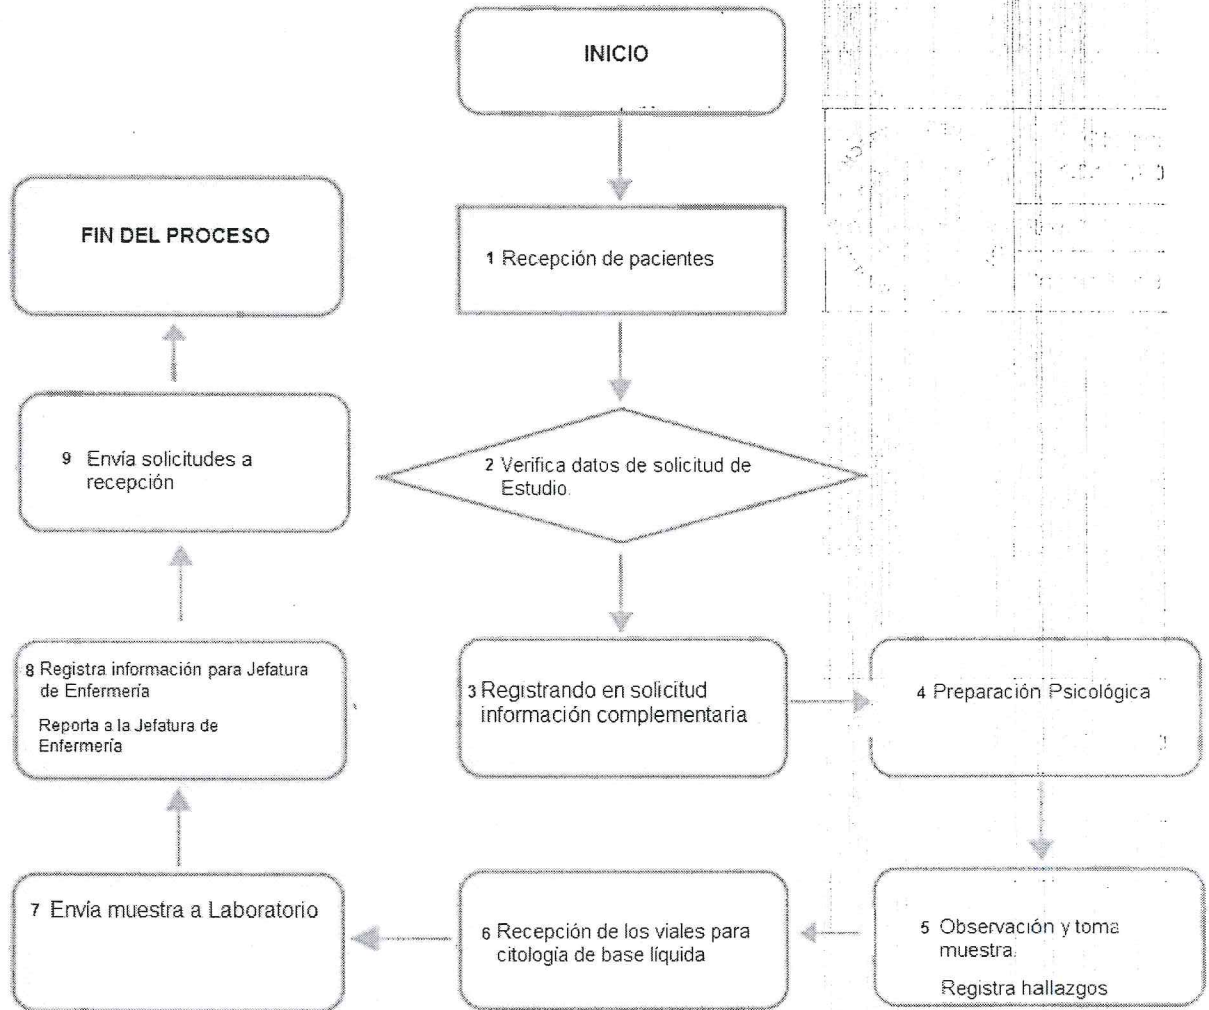 INICIO
FIN DEL PROCESO
1 Recepción de pacientes
2 Verifica datos de solicitud de
Estudio.
3 Registrando en solicitud
información complementaria
4 Preparación Psicológica
5 Observación y toma
muestra.
Registra hallazgos
6 Recepción de los viales para
citología de base líquida
7 Envía muestra a Laboratorio
8 Registra información para Jefatura
de Enfermería
Reporta a la Jefatura de
Enfermería
9 Envía solicitudes a
recepción